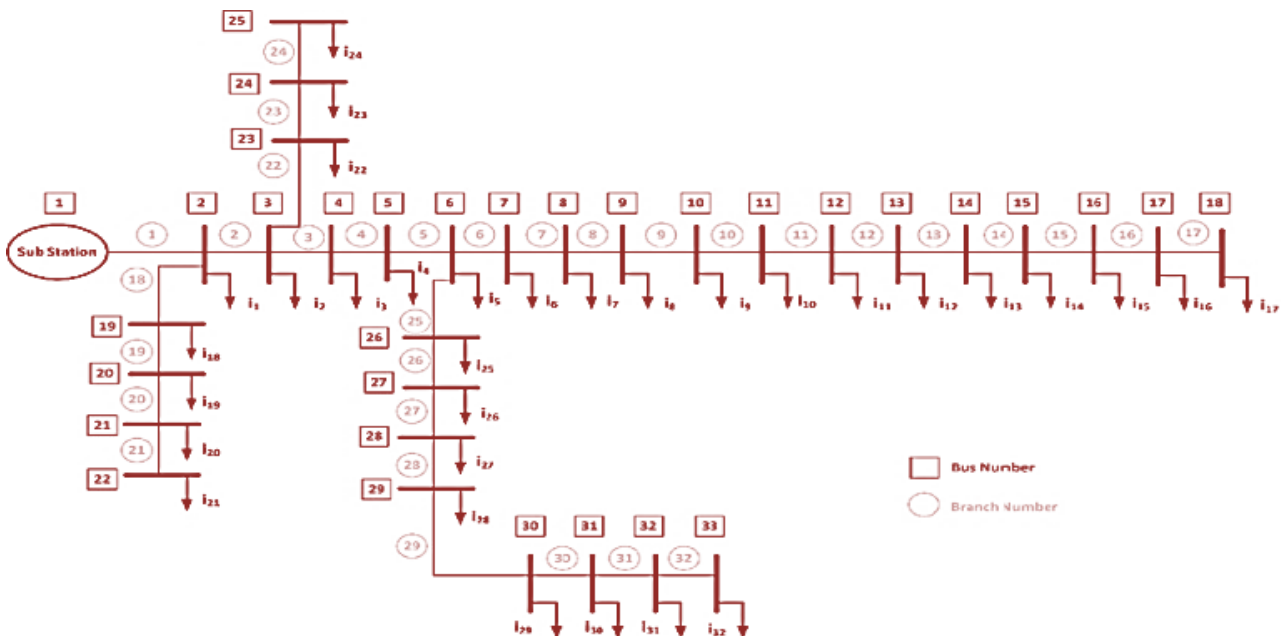 25
24
i₂₄
24
23
i₂₃
23
22
i₂₂
1
2
3
4
5
6
7
8
9
10
11
12
13
14
15
16
17
18
Sub Station
1
2
3
4
5
6
7
8
9
10
11
12
13
14
15
16
17
18
i₁
i₂
i₃
i₄
i₅
i₆
i₇
i₈
i₉
i₁₀
i₁₁
i₁₂
i₁₃
i₁₄
i₁₅
i₁₆
i₁₇
19
i₁₈
19
20
i₁₉
20
21
i₂₀
21
22
i₂₁
25
26
i₂₅
26
27
i₂₆
27
28
i₂₇
28
29
i₂₈
29
30
31
32
33
30
31
32
i₂₉
i₃₀
i₃₁
i₃₂
Bus Number
Branch Number